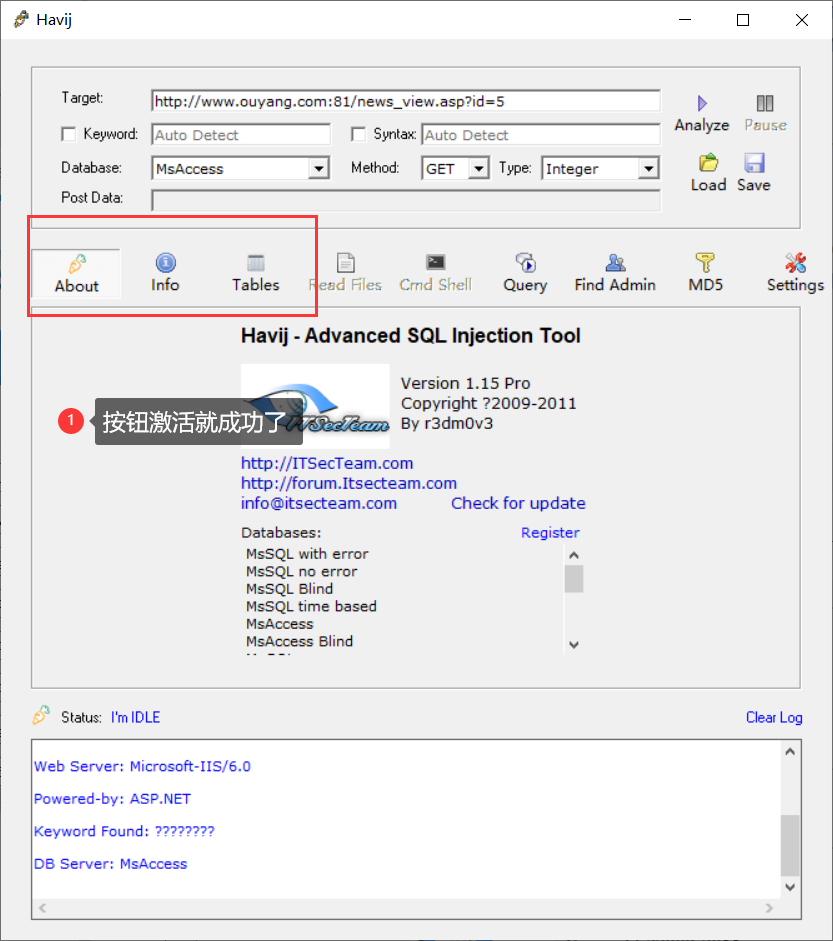 Havij
Target: http://www.ouyang.com:81/news_view.asp?id=5
Analyze Pause
Keyword: Auto Detect Syntax: Auto Detect
Database: MsAccess Method: GET Type: Integer
Load Save
Post Data:
About Info Tables Read Files Cmd Shell Query Find Admin MD5 Settings
Havij - Advanced SQL Injection Tool
Version 1.15 Pro
Copyright ?2009-2011
By r3dm0v3
1 按钮激活就成功了
ITSecTeam
http://ITSecTeam.com
http://forum.Itsecteam.com
info@itsecteam.com Check for update
Databases: Register
MsSQL with error
MsSQL no error
MsSQL Blind
MsSQL time based
MsAccess
MsAccess Blind
Status: I'm IDLE Clear Log
Web Server: Microsoft-IIS/6.0
Powered-by: ASP.NET
Keyword Found: ????????
DB Server: MsAccess